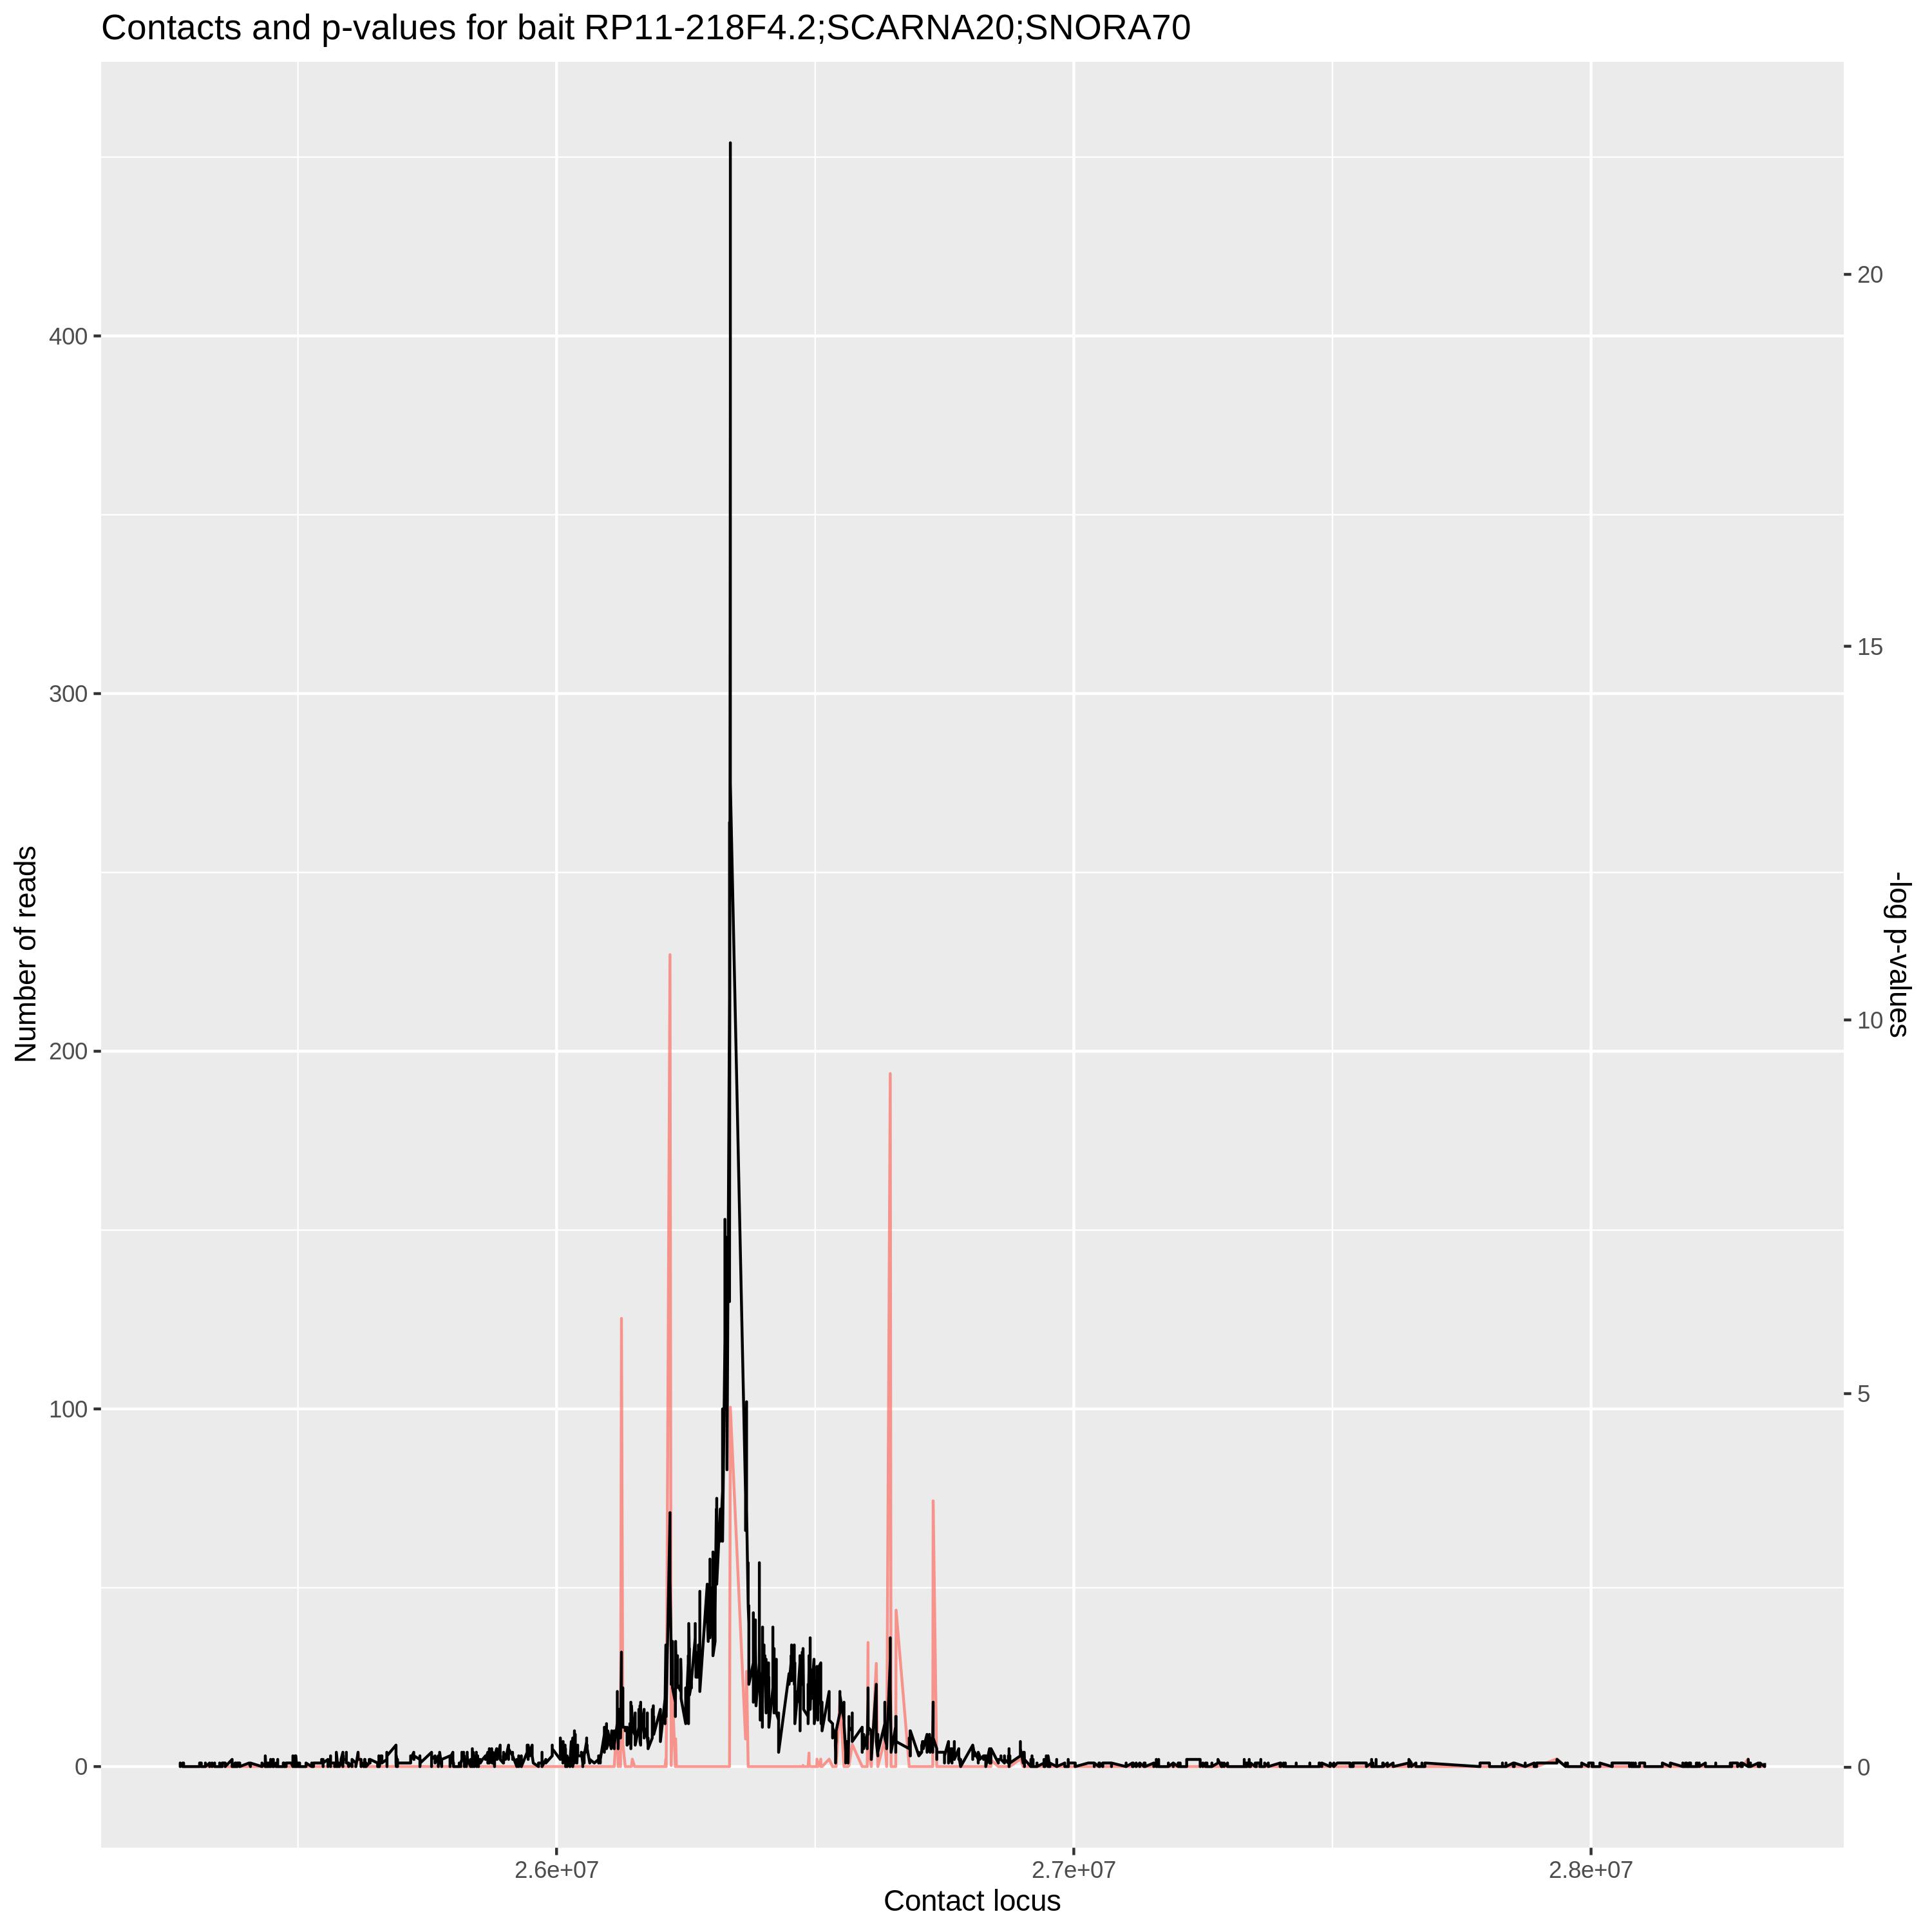 Contacts and p-values for bait RP11-218F4.2;SCARNA20;SNORA70
400
300
200
100
0
Number of reads
20
15
10
5
0
-log p-values
2.6e+07 2.7e+07 2.8e+07
Contact locus